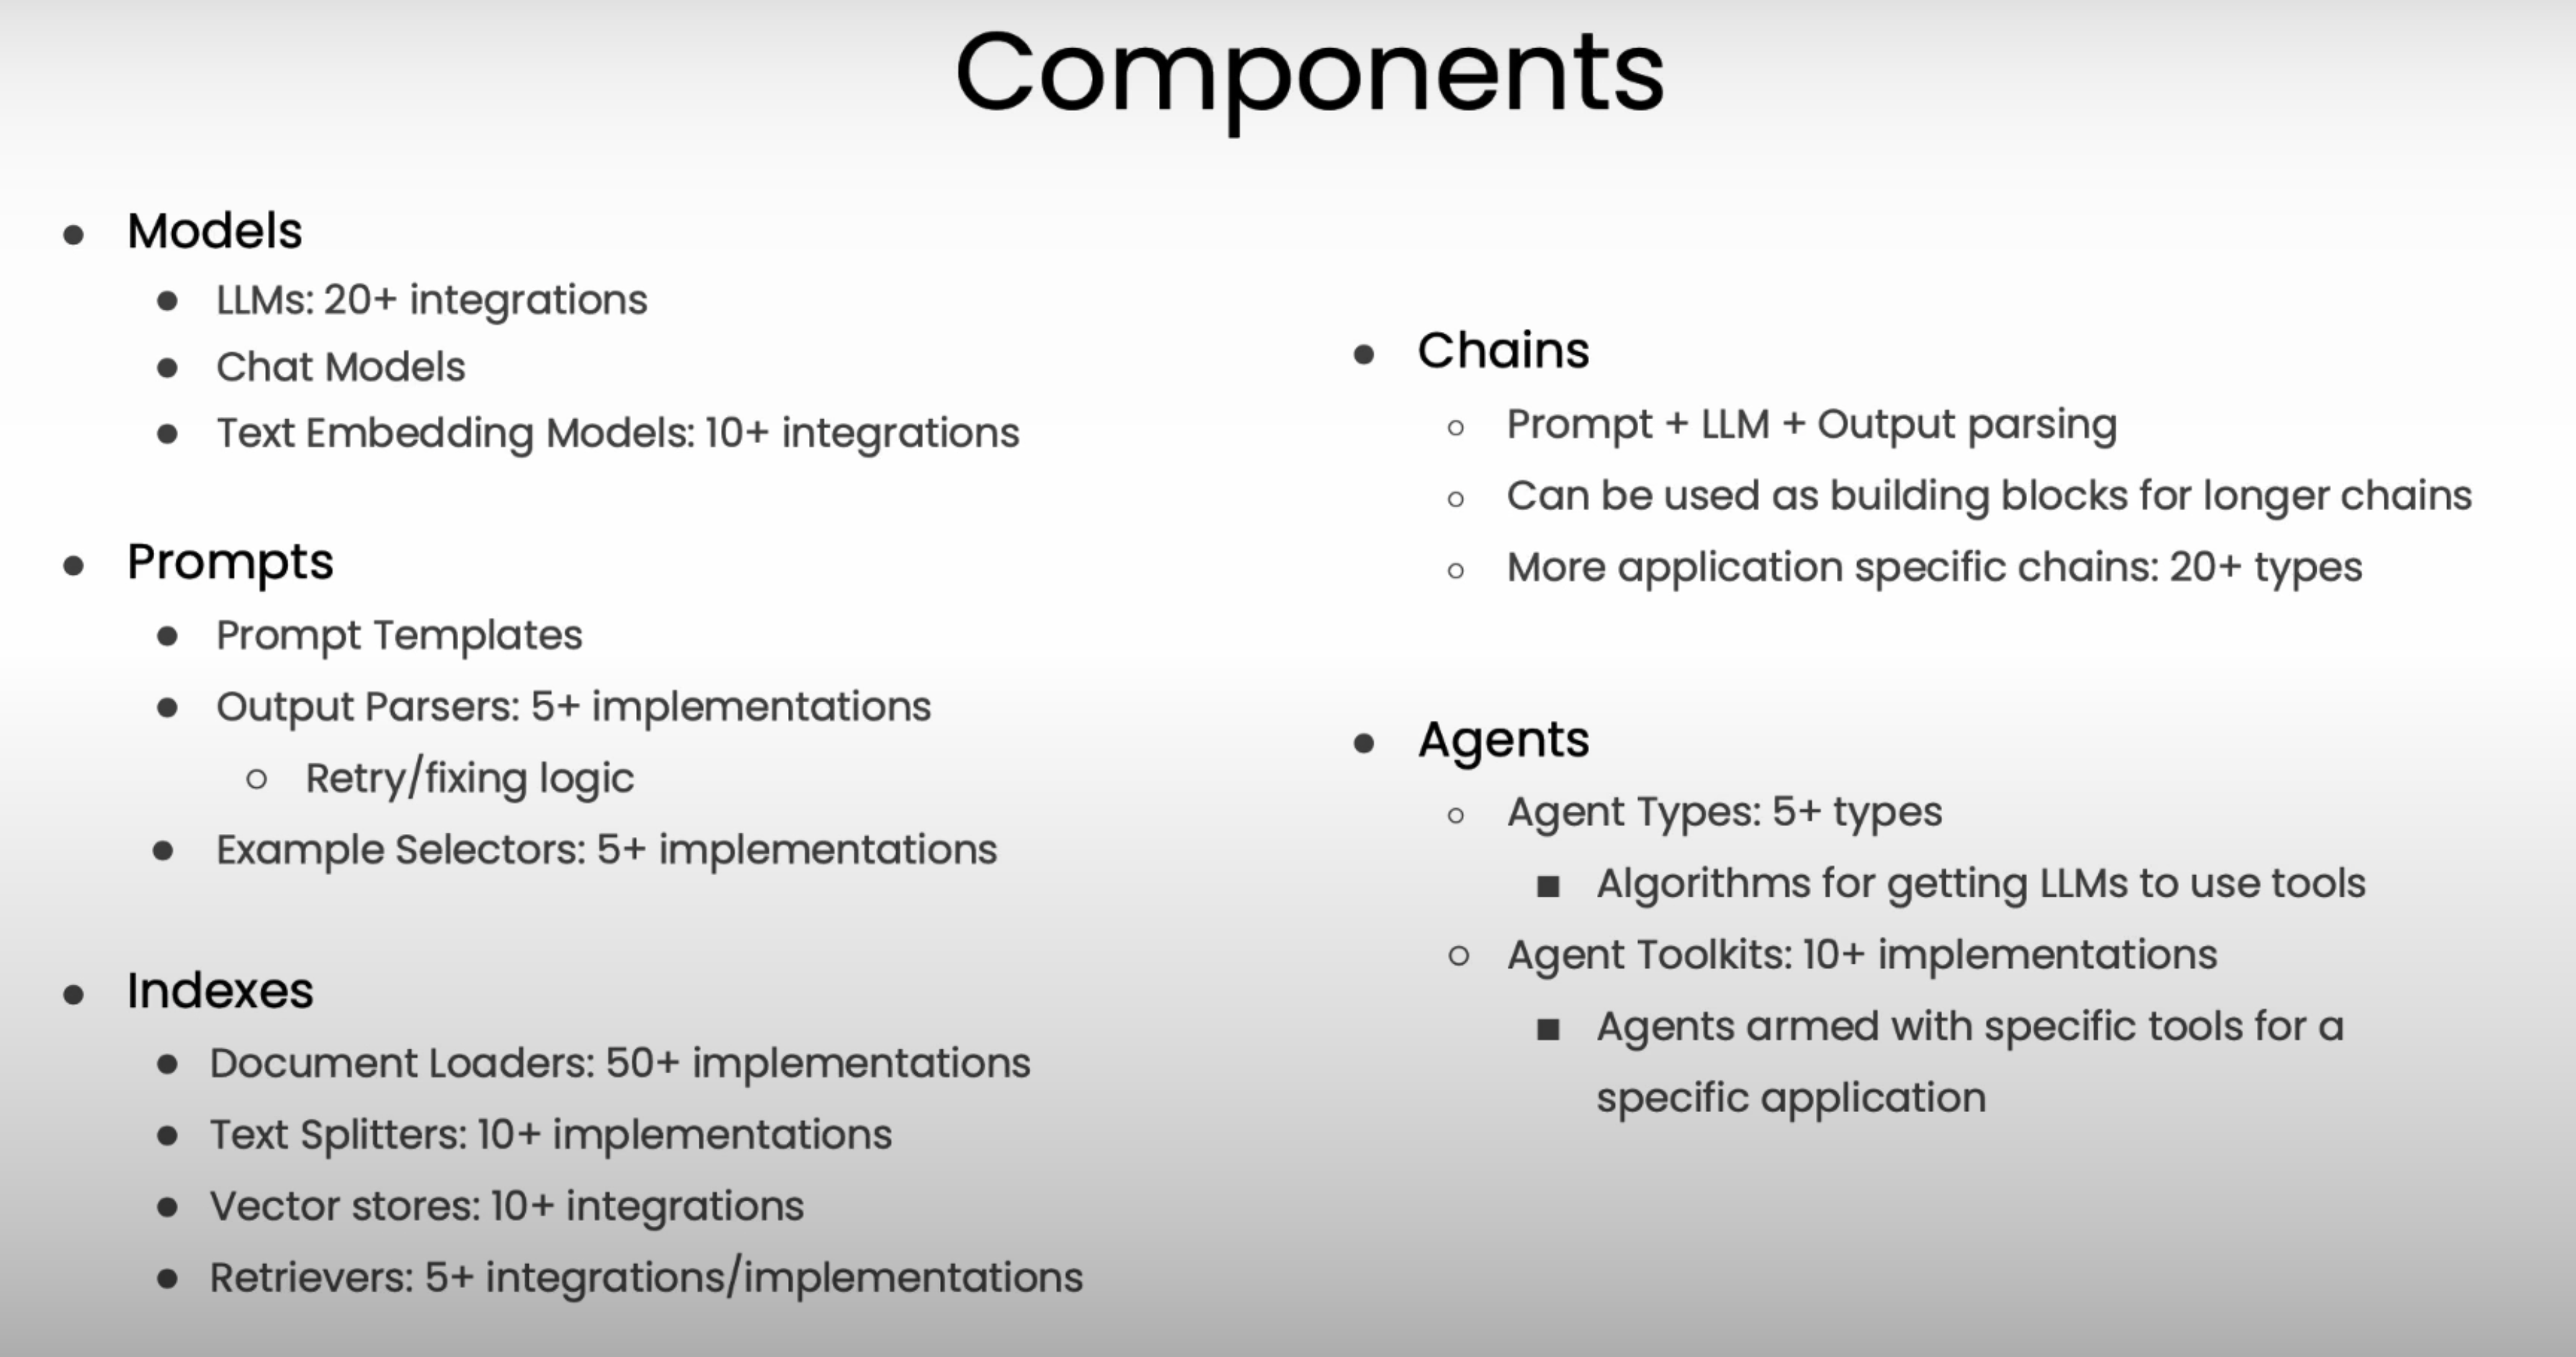 Components
Models
LLMs: 20+ integrations
Chat Models
Text Embedding Models: 10+ integrations
Prompts
Prompt Templates
Output Parsers: 5+ implementations
Retry/fixing logic
Example Selectors: 5+ implementations
Indexes
Document Loaders: 50+ implementations
Text Splitters: 10+ implementations
Vector stores: 10+ integrations
Retrievers: 5+ integrations/implementations
Chains
Prompt + LLM + Output parsing
Can be used as building blocks for longer chains
More application specific chains: 20+ types
Agents
Agent Types: 5+ types
Algorithms for getting LLMs to use tools
Agent Toolkits: 10+ implementations
Agents armed with specific tools for a
specific application